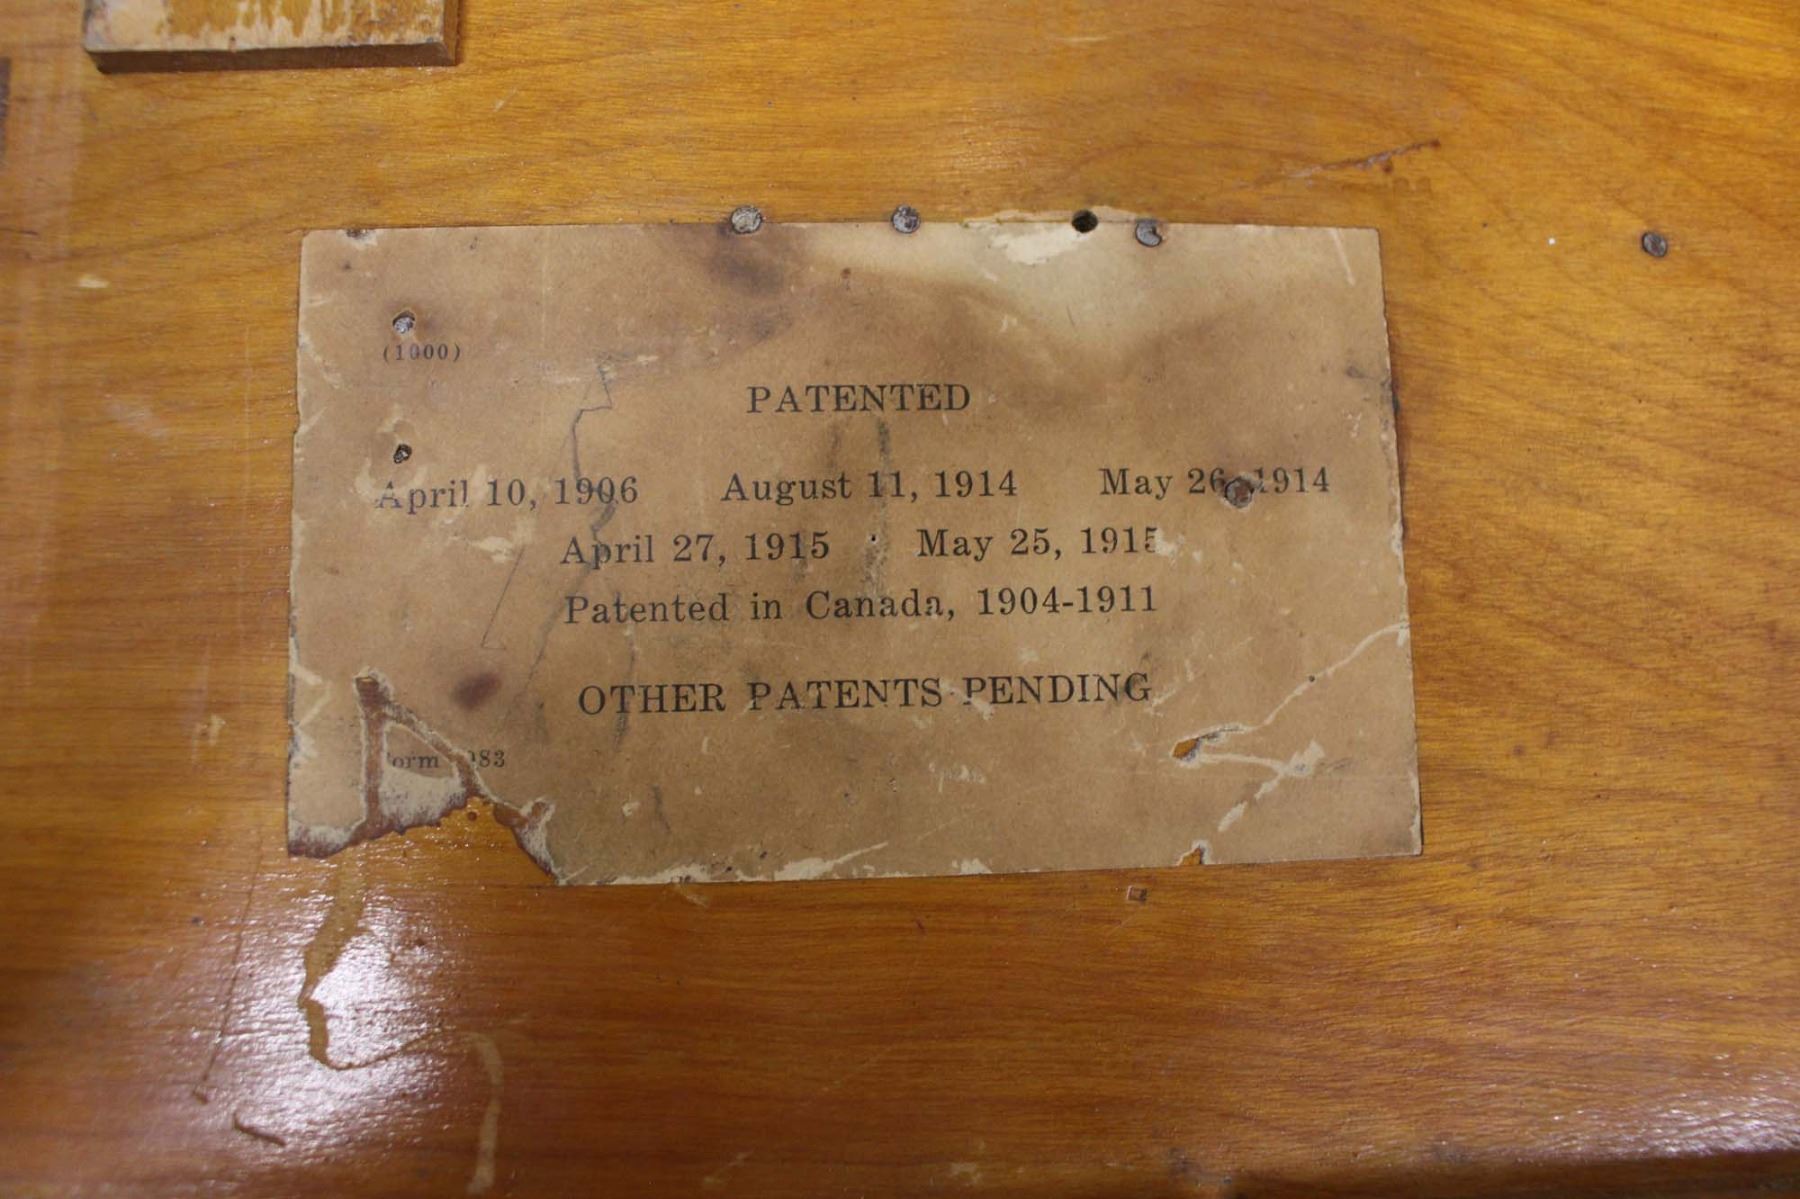 (1000)
PATENTED
April 10, 1906 August 11, 1914 May 26, 1914
April 27, 1915 May 25, 1915
Patented in Canada, 1904-1911
OTHER PATENTS PENDING
Form